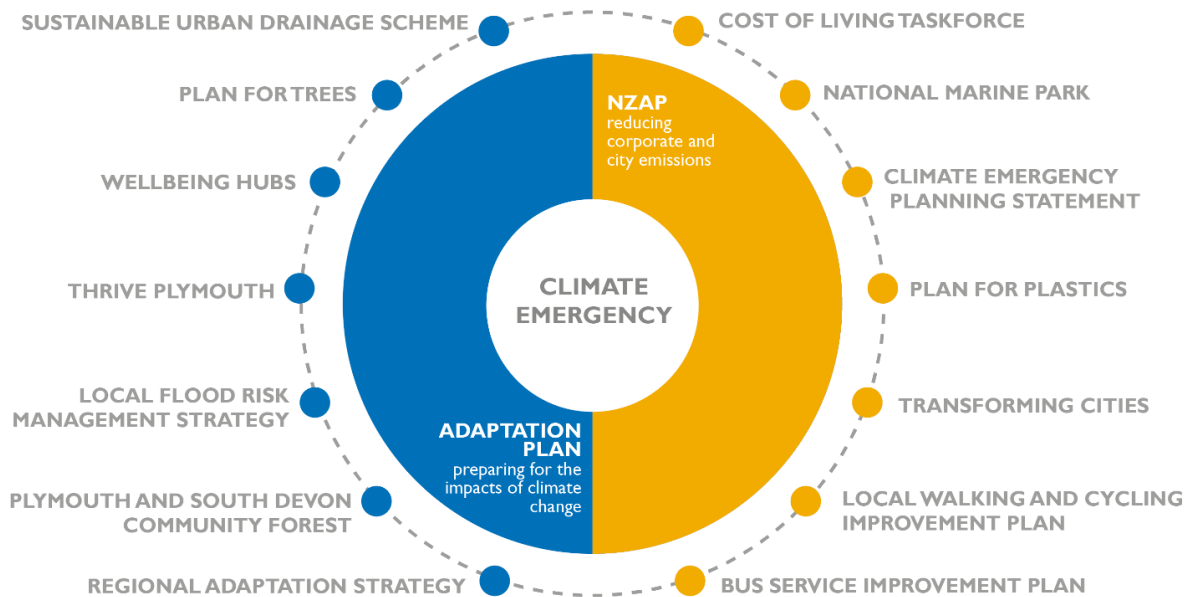 SUSTAINABLE URBAN DRAINAGE SCHEME
COST OF LIVING TASKFORCE
PLAN FOR TREES
NATIONAL MARINE PARK
NZAP
reducing
corporate and
city emissions
WELLBEING HUBS
CLIMATE EMERGENCY
PLANNING STATEMENT
THRIVE PLYMOUTH
CLIMATE
EMERGENCY
PLAN FOR PLASTICS
LOCAL FLOOD RISK
MANAGEMENT STRATEGY
TRANSFORMING CITIES
ADAPTATION
PLAN
preparing for the
impacts of climate
change
PLYMOUTH AND SOUTH DEVON
COMMUNITY FOREST
LOCAL WALKING AND CYCLING
IMPROVEMENT PLAN
REGIONAL ADAPTATION STRATEGY
BUS SERVICE IMPROVEMENT PLAN